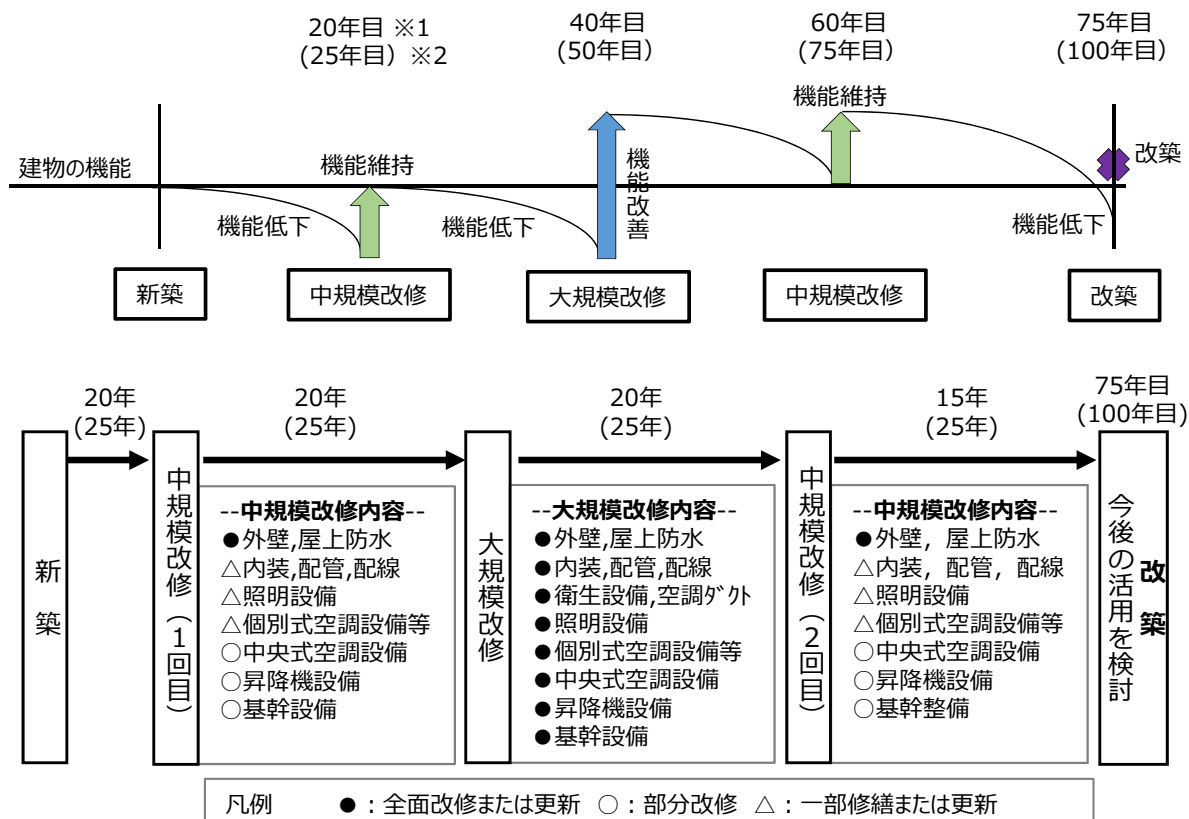 20年目 ※1
(25年目) ※2
40年目
(50年目)
60年目
(75年目)
75年目
(100年目)
建物の機能
機能維持
機能維持
機能低下
機能低下
機能改善
機能低下
改築
新築
中規模改修
大規模改修
中規模改修
改築
20年
(25年)
20年
(25年)
20年
(25年)
15年
(25年)
75年目
(100年目)
新築
中規模改修(1回目)
--中規模改修内容--
●外壁,屋上防水
△内装,配管,配線
△照明設備
△個別式空調設備等
○中央式空調設備
○昇降機設備
○基幹設備
大規模改修
--大規模改修内容--
●外壁,屋上防水
●内装,配管,配線
●衛生設備,空調ダクト
●照明設備
●個別式空調設備等
●中央式空調設備
●昇降機設備
●基幹設備
中規模改修(2回目)
--中規模改修内容--
●外壁,屋上防水
△内装,配管,配線
△照明設備
△個別式空調設備等
○中央式空調設備
○昇降機設備
○基幹整備
改築
今後の活用を検討
凡例 ●:全面改修または更新 ○:部分改修 △:一部修繕または更新